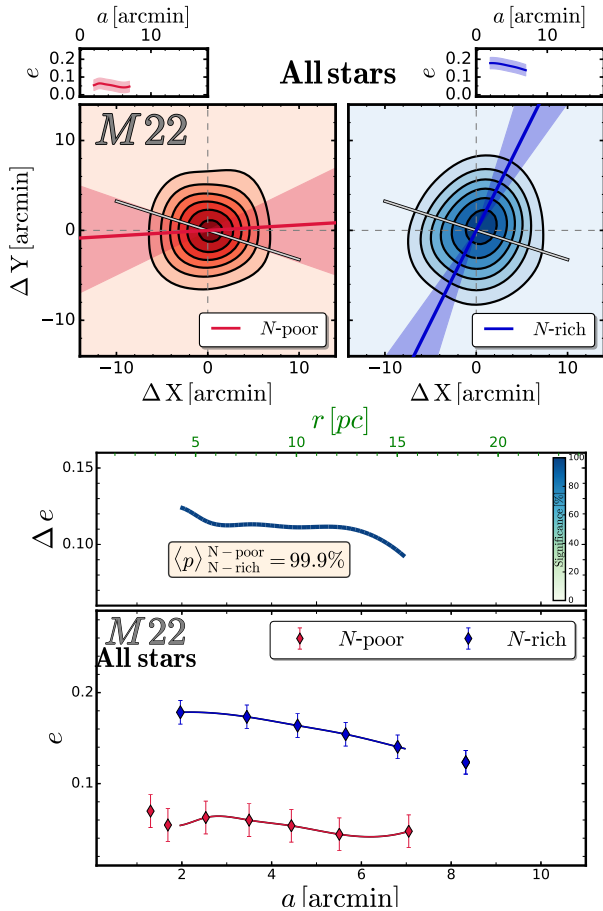 a [arcmin]
a [arcmin]
0 10
0 10
e
0.2
0.1
0.0
All stars
e
0.2
0.1
0.0
M 22
Δ Y [arcmin]
10
0
−10
N-poor
N-rich
−10 0 10
−10 0 10
Δ X [arcmin]
Δ X [arcmin]
r [pc]
5 10 15 20
Δ e
0.15
0.10
⟨p⟩ N−poor N−rich = 99.9%
Significance [%]
100
80
60
40
20
0
M 22
All stars
N-poor N-rich
e
0.2
0.1
2 4 6 8 10
a [arcmin]